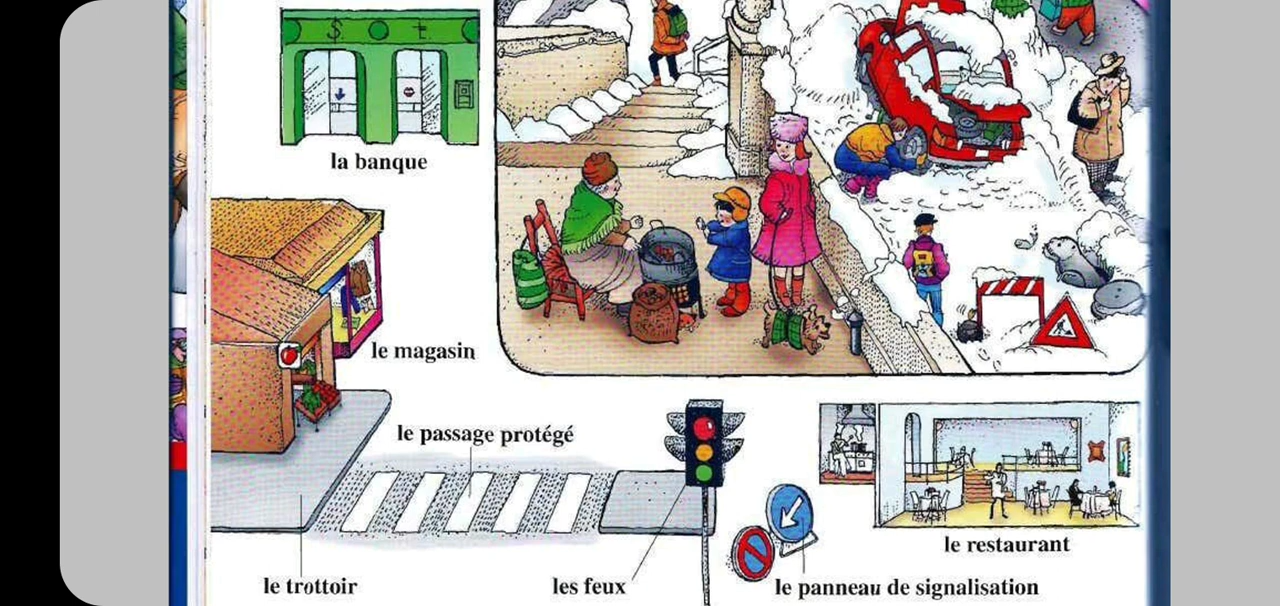 $
la banque
le magasin
le passage protégé
le restaurant
le trottoir
les feux
le panneau de signalisation